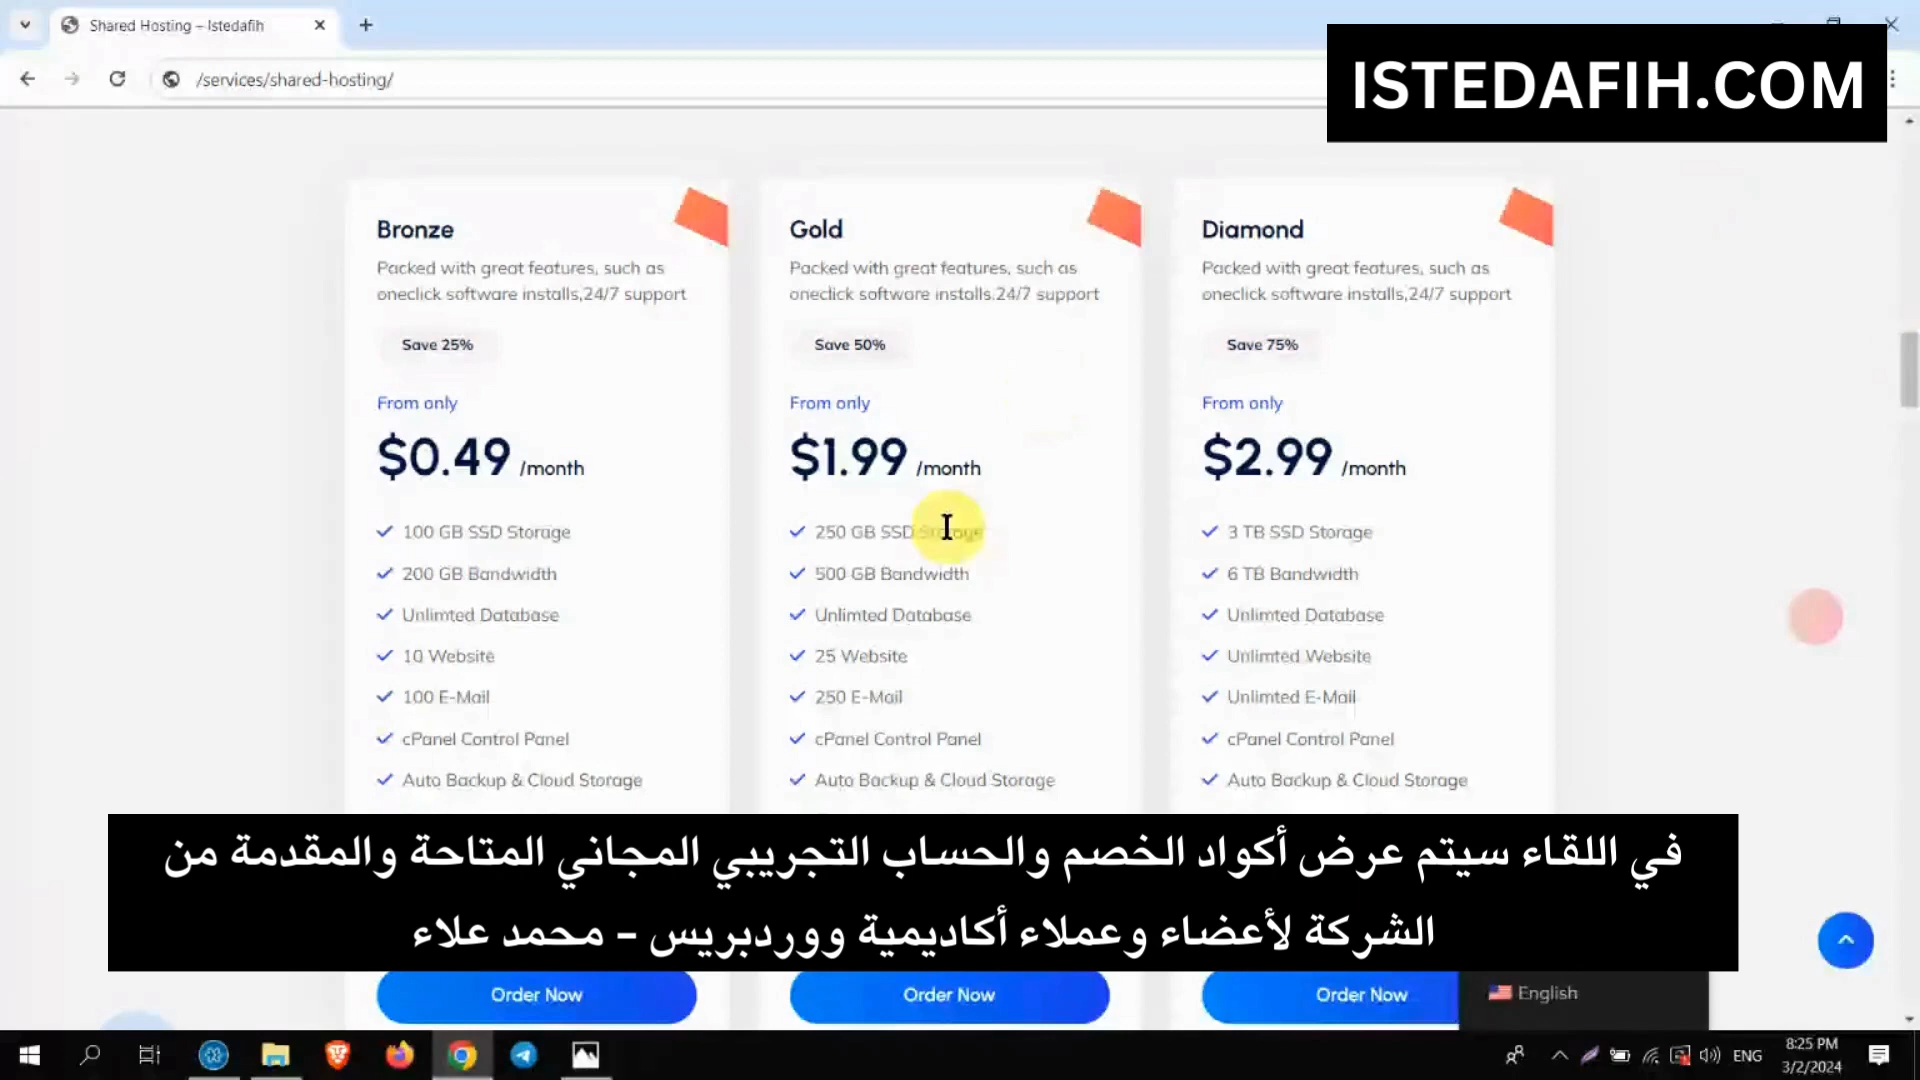 Shared Hosting – Istedafih
/services/shared-hosting/
ISTEDAFIH.COM
Bronze
Packed with great features, such as
oneclick software installs,24/7 support
Save 25%
From only
$0.49 /month
100 GB SSD Storage
200 GB Bandwidth
Unlimted Database
10 Website
100 E-Mail
cPanel Control Panel
Auto Backup & Cloud Storage
Gold
Packed with great features, such as
oneclick software installs,24/7 support
Save 50%
From only
$1.99 /month
250 GB SSD Storage
500 GB Bandwidth
Unlimted Database
25 Website
250 E-Mail
cPanel Control Panel
Auto Backup & Cloud Storage
Diamond
Packed with great features, such as
oneclick software installs,24/7 support
Save 75%
From only
$2.99 /month
3 TB SSD Storage
6 TB Bandwidth
Unlimted Database
Unlimted Website
Unlimted E-Mail
cPanel Control Panel
Auto Backup & Cloud Storage
في اللقاء سيتم عرض أكواد الخصم والحساب التجريبي المجاني المتاحة والمقدمة من
الشركة لأعضاء وعملاء أكاديمية ووردبريس – محمد علاء
Order Now
Order Now
Order Now
English
ENG
8:25 PM
3/2/2024